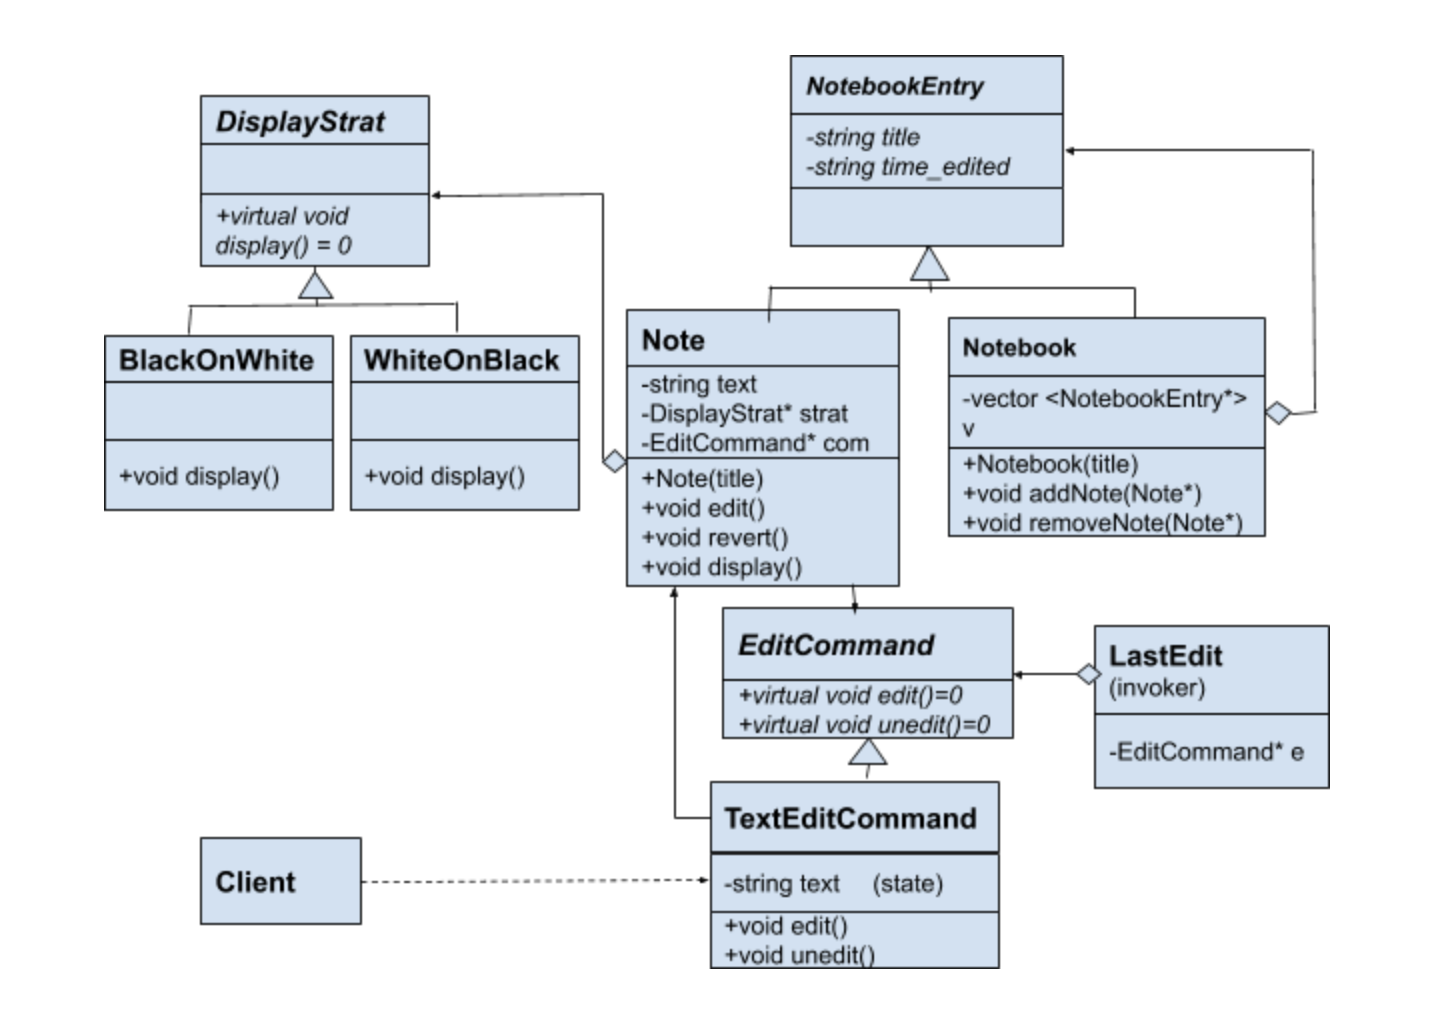 DisplayStrat
+virtual void
display() = 0
BlackOnWhite
+void display()
WhiteOnBlack
+void display()
NotebookEntry
-string title
-string time_edited
Note
-string text
-DisplayStrat* strat
-EditCommand* com
+Note(title)
+void edit()
+void revert()
+void display()
Notebook
-vector <NotebookEntry*>
v
+Notebook(title)
+void addNote(Note*)
+void removeNote(Note*)
EditCommand
+virtual void edit()=0
+virtual void unedit()=0
LastEdit
(invoker)
-EditCommand* e
TextEditCommand
-string text (state)
+void edit()
+void unedit()
Client